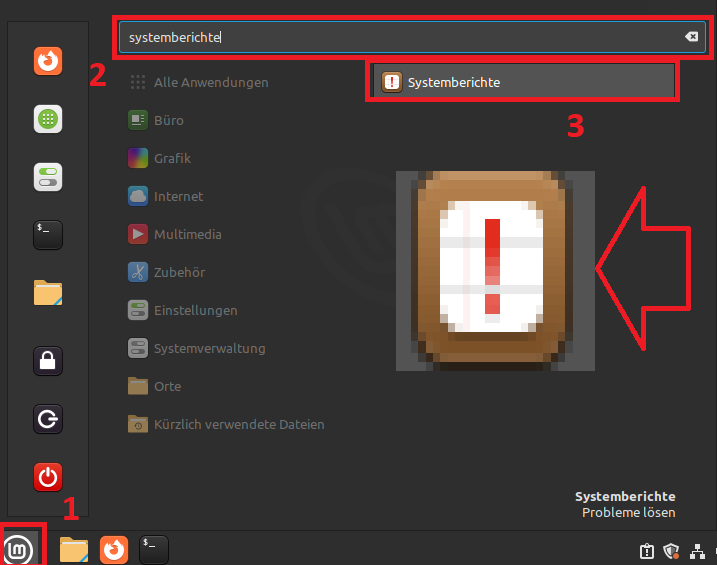 systemberichte
2
Systemberichte
3
Alle Anwendungen
Büro
Grafik
Internet
Multimedia
Zubehör
Einstellungen
Systemverwaltung
Orte
Kürzlich verwendete Dateien
1
Systemberichte
Probleme lösen